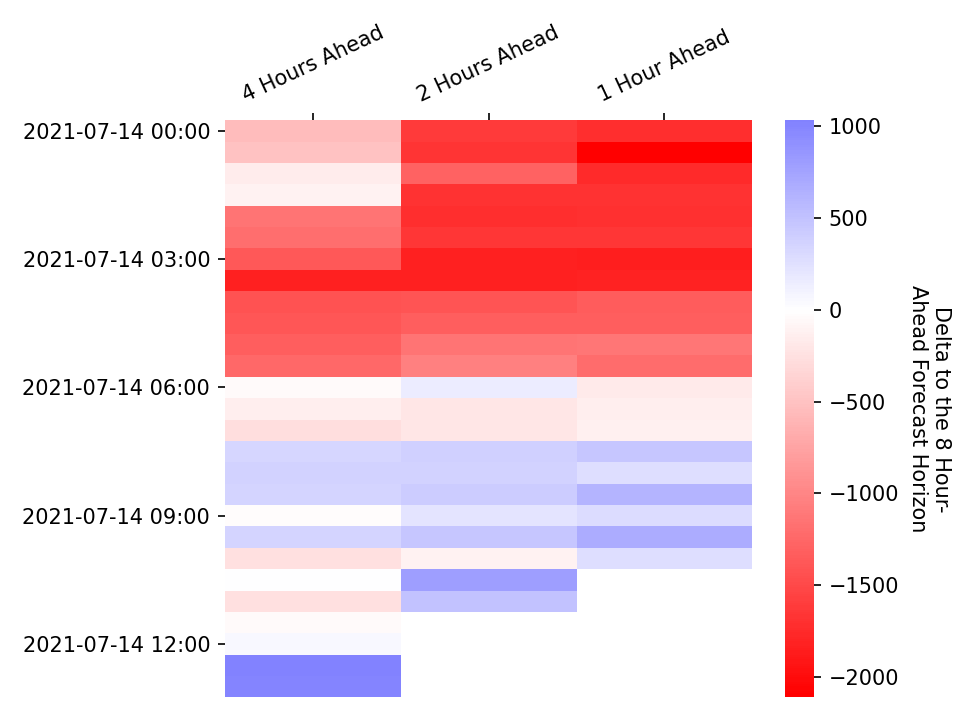 4 Hours Ahead
2 Hours Ahead
1 Hour Ahead
2021-07-14 00:00
2021-07-14 03:00
2021-07-14 06:00
2021-07-14 09:00
2021-07-14 12:00
1000
500
0
−500
−1000
−1500
−2000
Delta to the 8 Hour-
Ahead Forecast Horizon